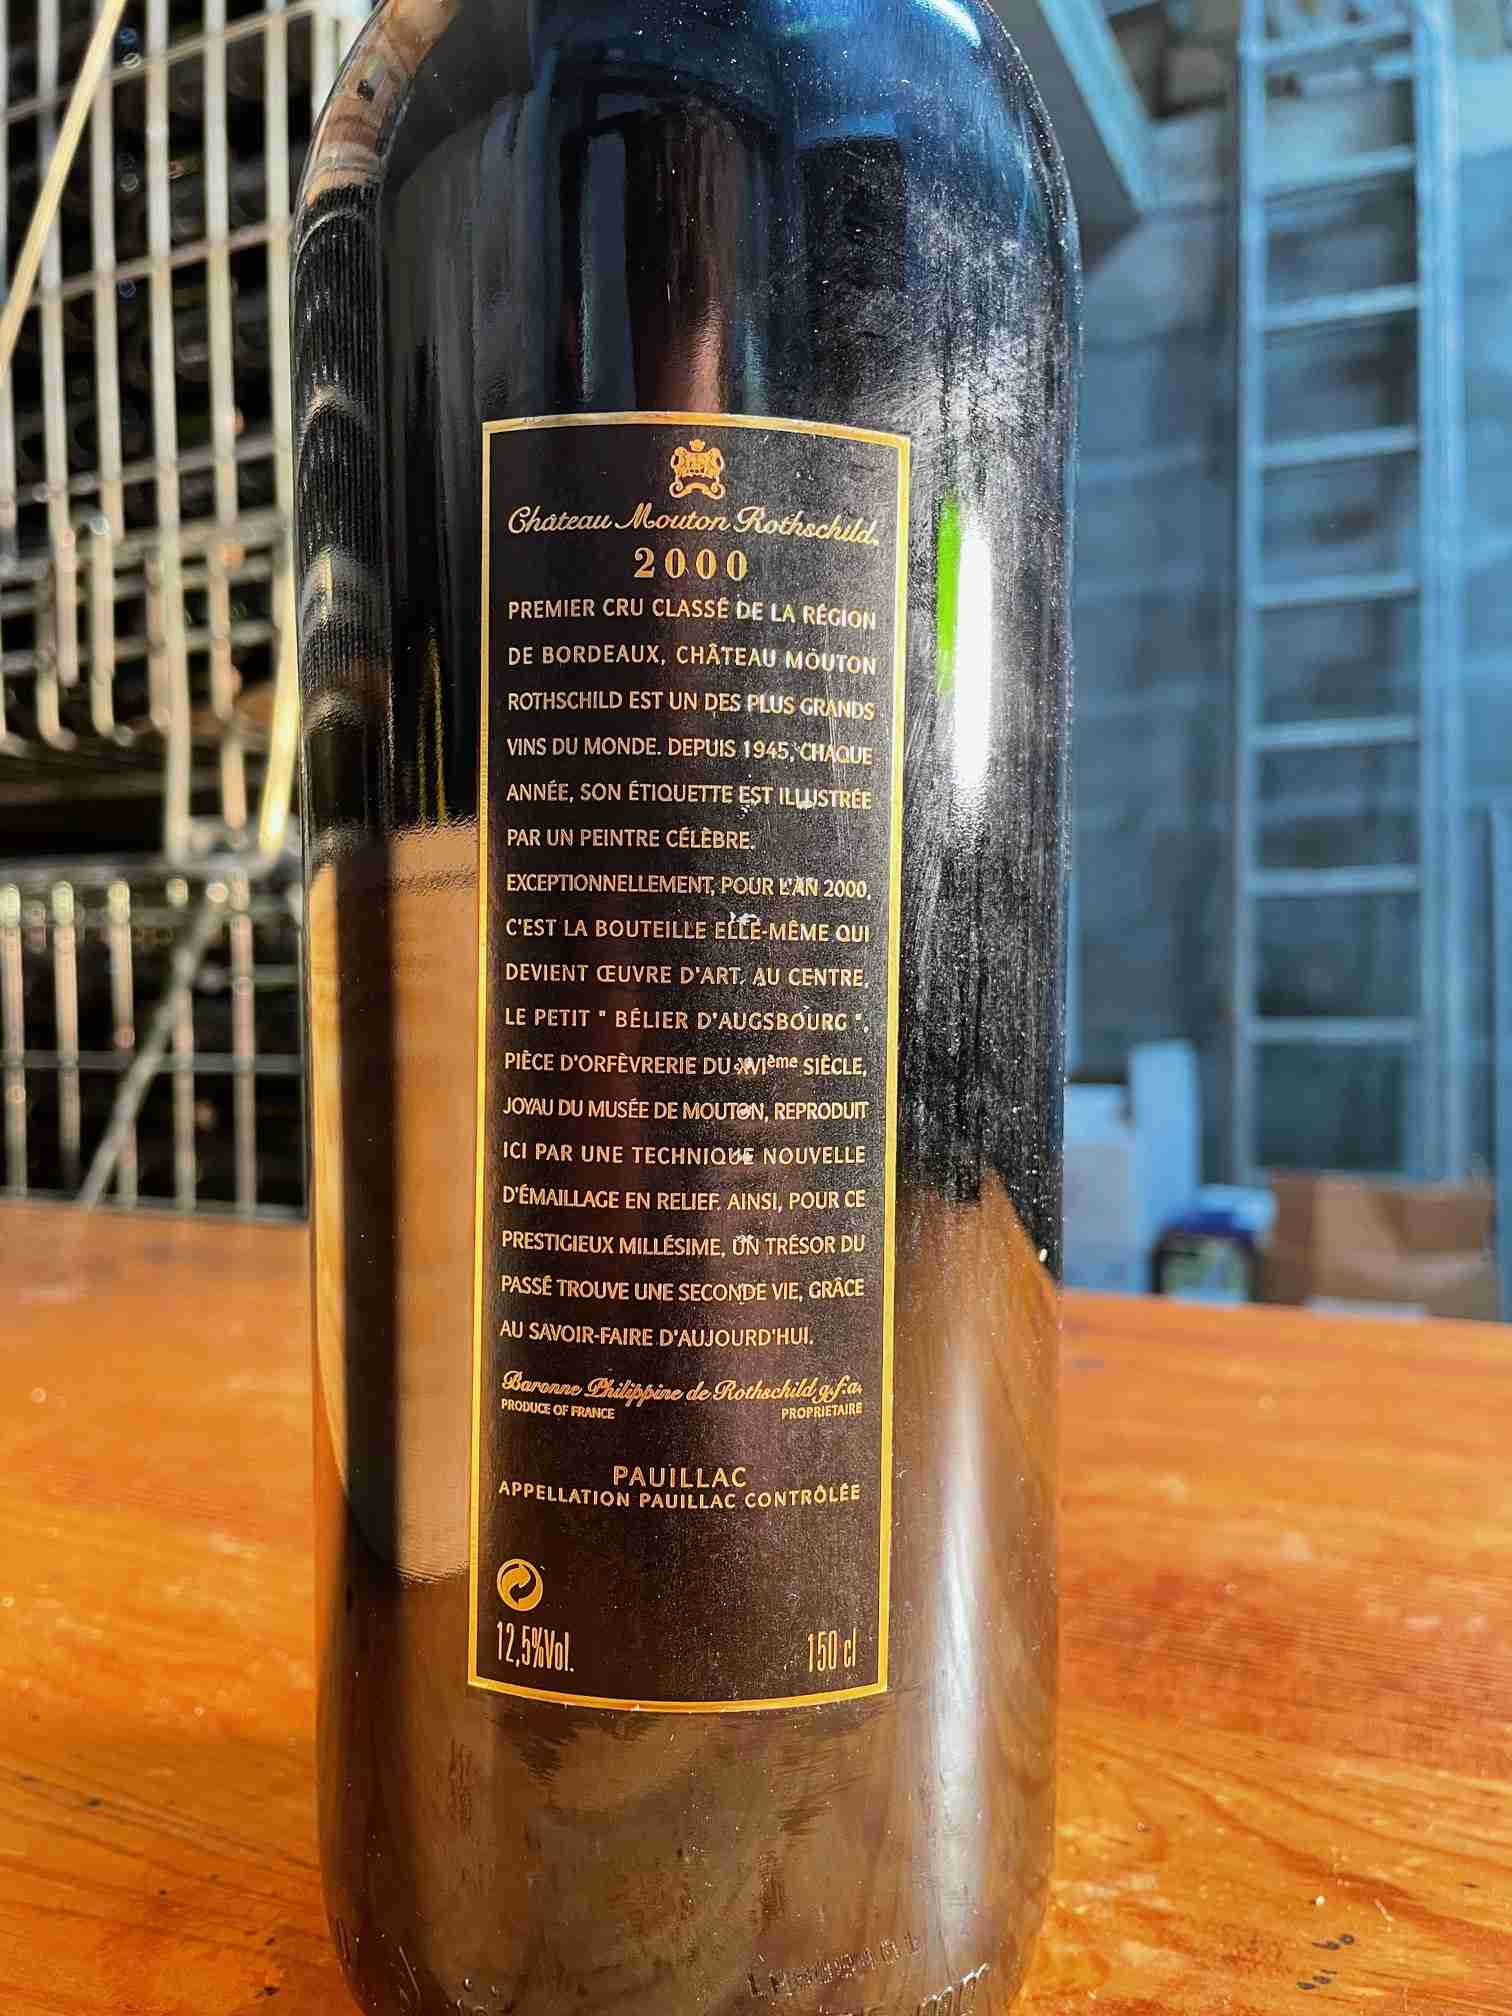 Château Mouton Rothschild
2000
PREMIER CRU CLASSÉ DE LA RÉGION
DE BORDEAUX, CHÂTEAU MOUTON
ROTHSCHILD EST UN DES PLUS GRANDS
VINS DU MONDE. DEPUIS 1945, CHAQUE
ANNÉE, SON ÉTIQUETTE EST ILLUSTRÉE
PAR UN PEINTRE CÉLÈBRE.
EXCEPTIONNELLEMENT, POUR L'AN 2000,
C'EST LA BOUTEILLE ELLE-MÊME QUI
DEVIENT ŒUVRE D'ART. AU CENTRE,
LE PETIT " BÉLIER D'AUGSBOURG ",
PIÈCE D'ORFÈVRERIE DU XVIème SIÈCLE,
JOYAU DU MUSÉE DE MOUTON, REPRODUIT
ICI PAR UNE TECHNIQUE NOUVELLE
D'ÉMAILLAGE EN RELIEF. AINSI, POUR CE
PRESTIGIEUX MILLÉSIME, UN TRÉSOR DU
PASSÉ TROUVE UNE SECONDE VIE, GRÂCE
AU SAVOIR-FAIRE D'AUJOURD'HUI.
Baronne Philippine de Rothschild g.f.a.
PRODUCE OF FRANCE PROPRIETAIRE
PAUILLAC
APPELLATION PAUILLAC CONTRÔLÉE
12,5%Vol. 150 cl